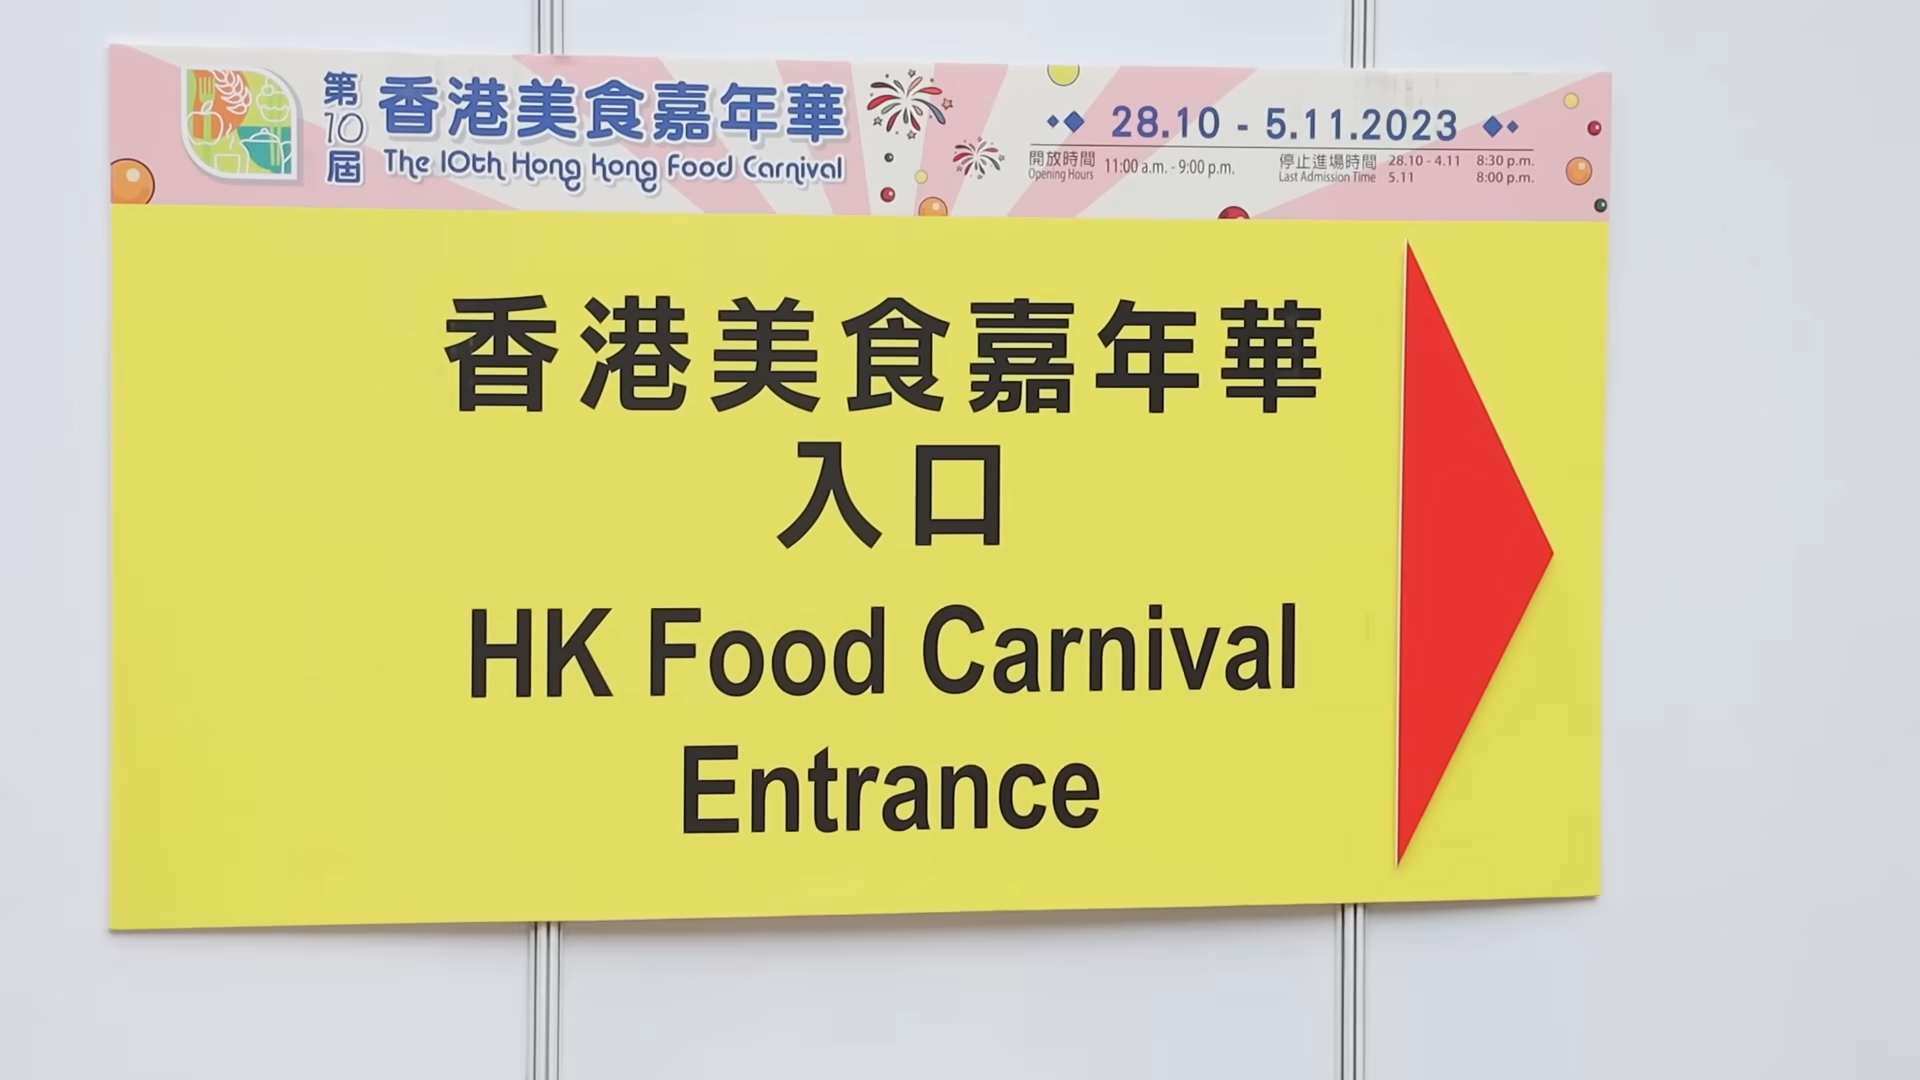 第10屆
香港美食嘉年華
The 10th Hong Kong Food Carnival
28.10 - 5.11.2023
開放時間 11:00 a.m. - 9:00 p.m.
Opening Hours
停止進場時間 28.10 - 4.11 8:30 p.m.
Last Admission Time 5.11 8:00 p.m.
香港美食嘉年華
入口
HK Food Carnival
Entrance